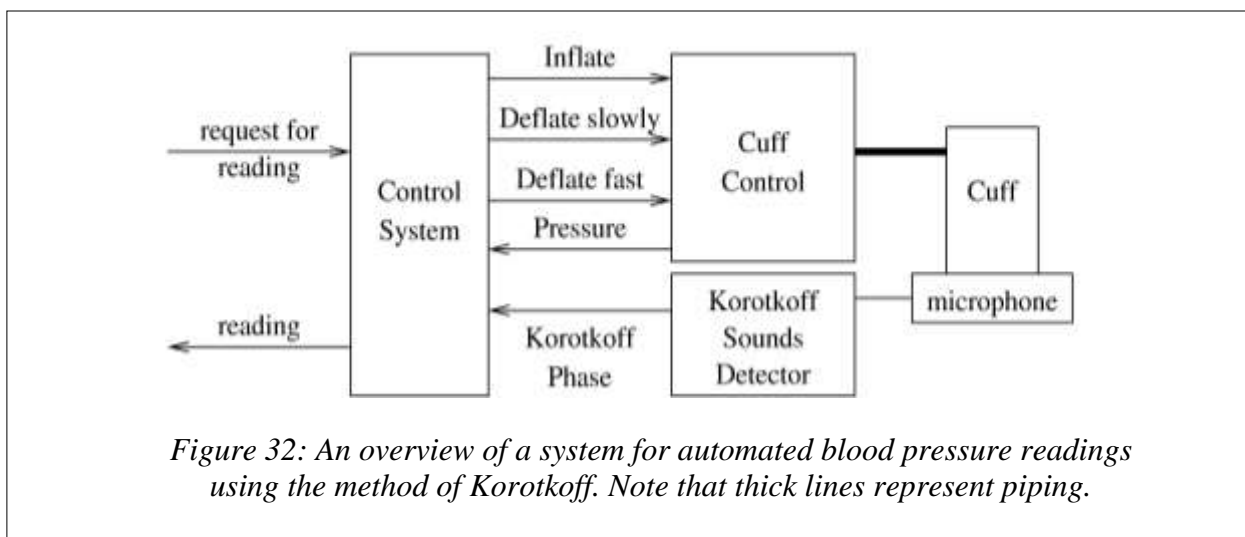 Inflate
Deflate slowly
Deflate fast
Pressure
request for
reading
reading
Control
System
Cuff
Control
Korotkoff
Phase
Korotkoff
Sounds
Detector
Cuff
microphone
Figure 32: An overview of a system for automated blood pressure readings
using the method of Korotkoff. Note that thick lines represent piping.